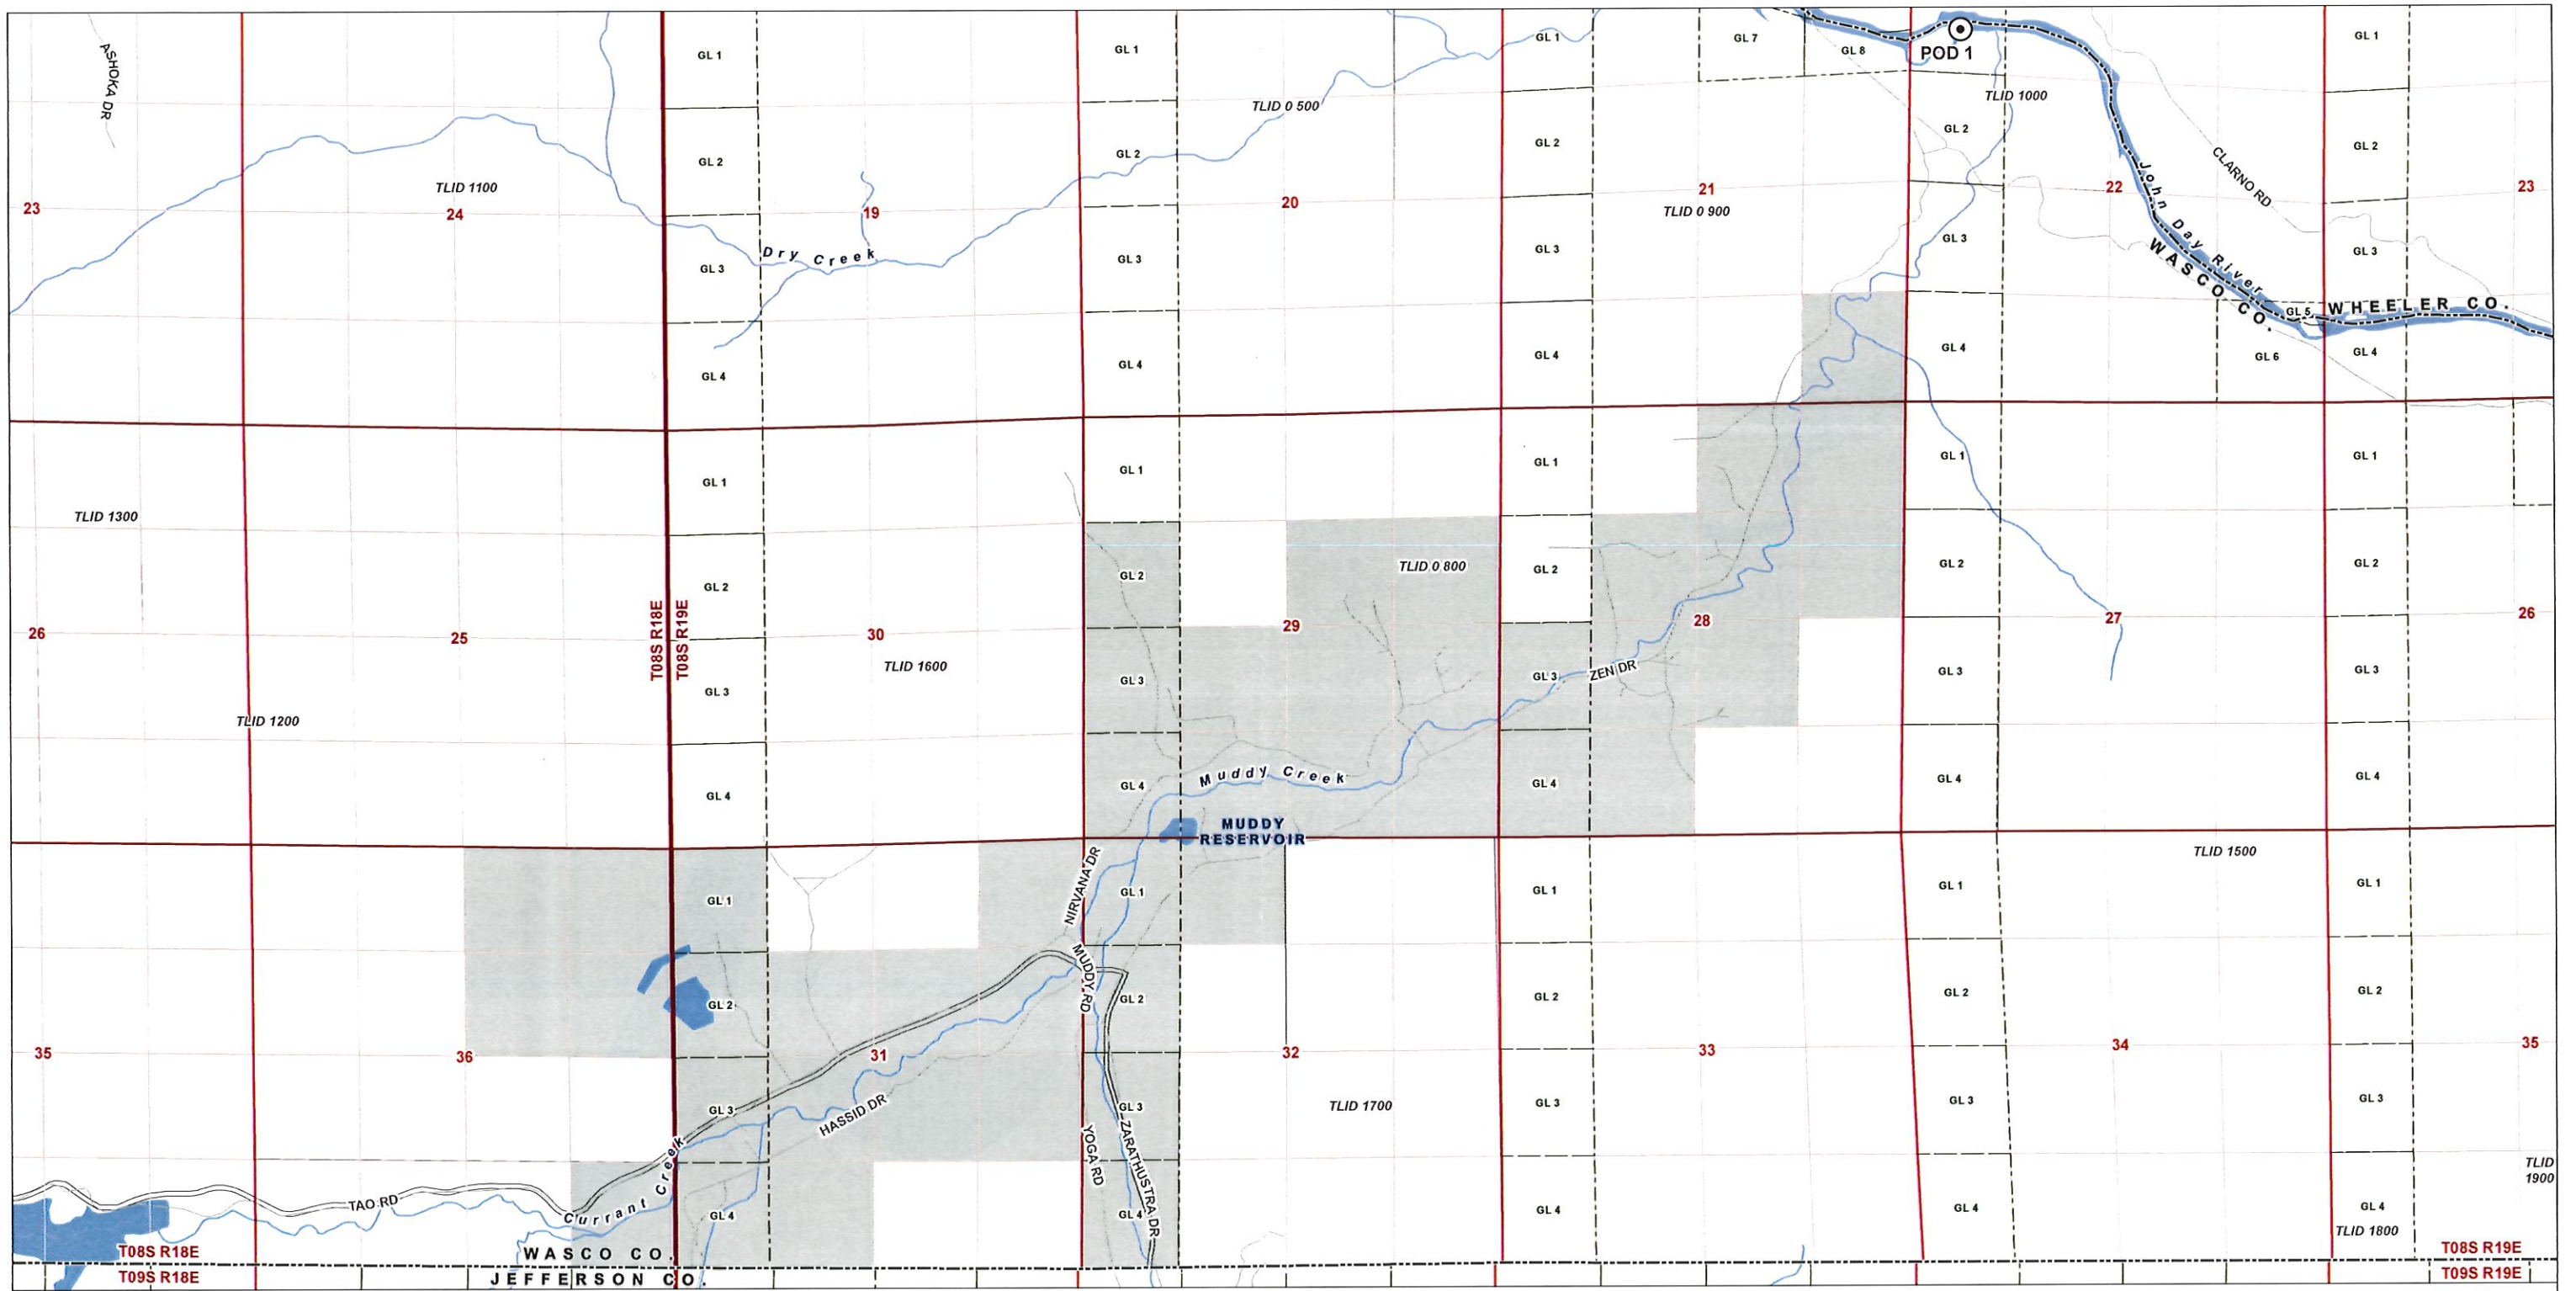 ASHOKA DR
GL 1
GL 1
GL 1
GL 7
GL 8
POD 1
GL 1
TLID 0 500
TLID 1000
GL 2
GL 2
GL 2
GL 2
GL 2
CLARNO RD
TLID 1100
23
24
19
20
21
22
23
TLID 0 900
John Day River
Dry Creek
GL 3
GL 3
GL 3
GL 3
GL 3
WASCO CO.
WHEELER CO.
GL 5
GL 4
GL 4
GL 4
GL 4
GL 6
GL 4
GL 1
GL 1
GL 1
GL 1
GL 1
TLID 1300
TLID 0 800
GL 2
GL 2
GL 2
GL 2
GL 2
T08S R18E
T08S R19E
26
25
30
29
28
27
26
TLID 1600
ZEN DR
GL 3
GL 3
GL 3
GL 3
GL 3
TLID 1200
Muddy Creek
GL 4
GL 4
GL 4
GL 4
GL 4
MUDDY
RESERVOIR
TLID 1500
NIRVANA DR
GL 1
GL 1
GL 1
GL 1
GL 1
MUDDY RD
GL 2
GL 2
GL 2
GL 2
GL 2
35
36
31
32
33
34
35
GL 3
HASSID DR
GL 3
TLID 1700
GL 3
GL 3
GL 3
YOGA RD
ZARATHUSTRA DR
TLID
1900
Currant Creek
TAO RD
GL 4
GL 4
GL 4
GL 4
GL 4
TLID 1800
T08S R18E
WASCO CO.
T08S R19E
T09S R18E
JEFFERSON CO.
T09S R19E